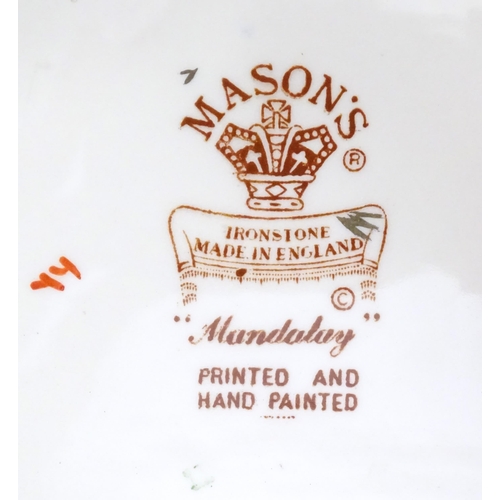 MASON'S
®
IRONSTONE
MADE IN ENGLAND
©
"Mandalay"
PRINTED AND
HAND PAINTED